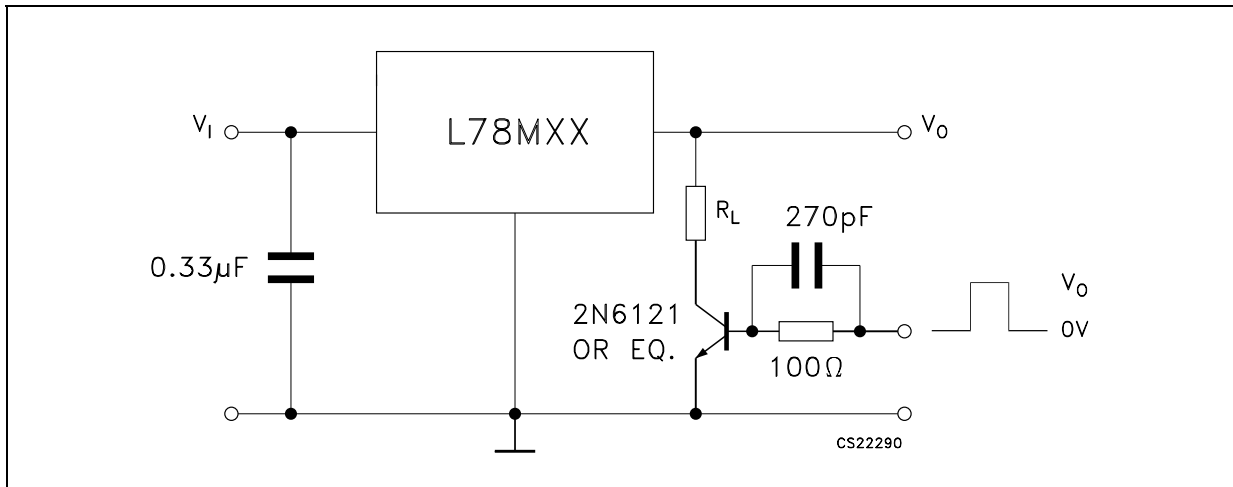 V_I
L78MXX
V_O
R_L
270pF
0.33µF
2N6121
OR EQ.
100Ω
V_O
0V
CS22290